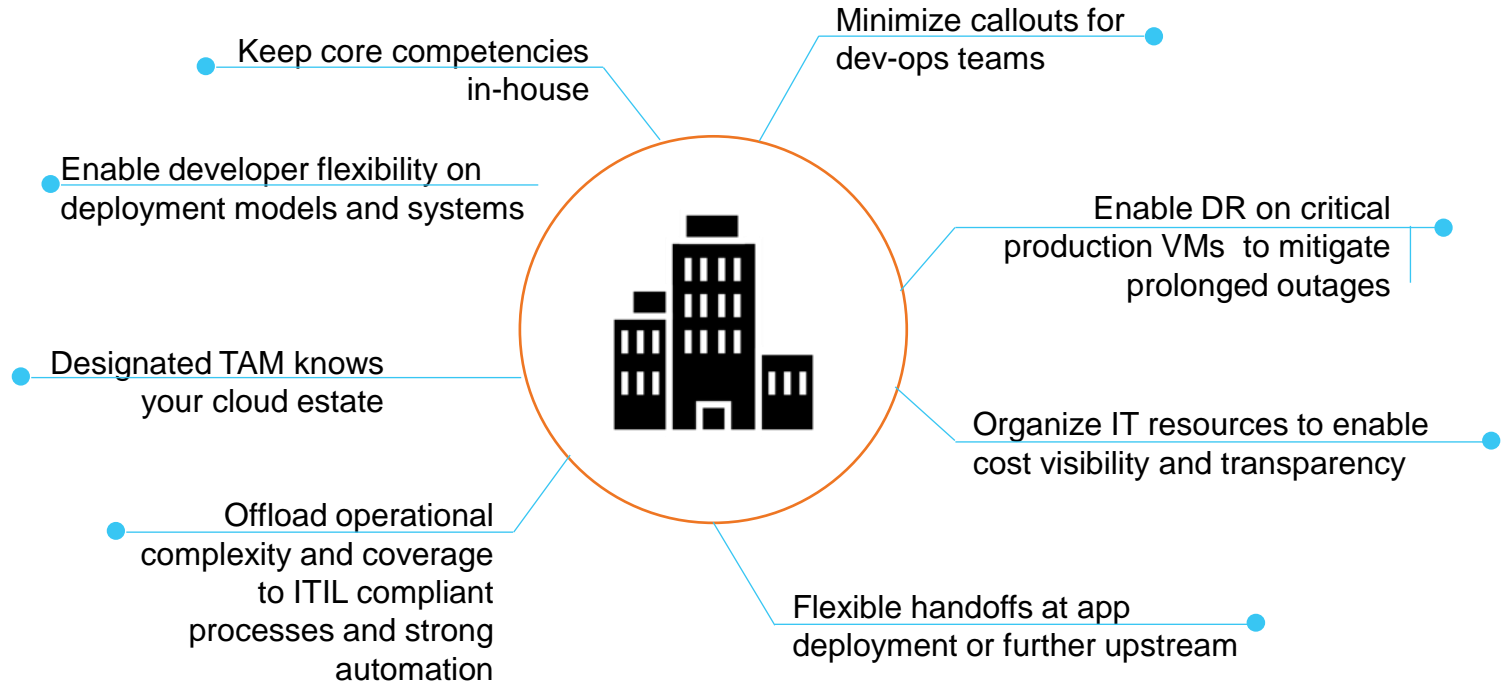 Keep core competencies
in-house
Minimize callouts for
dev-ops teams
Enable developer flexibility on
deployment models and systems
Enable DR on critical
production VMs  to mitigate
prolonged outages
Designated TAM knows
your cloud estate
Organize IT resources to enable
cost visibility and transparency
Offload operational
complexity and coverage
to ITIL compliant
processes and strong
automation
Flexible handoffs at app
deployment or further upstream